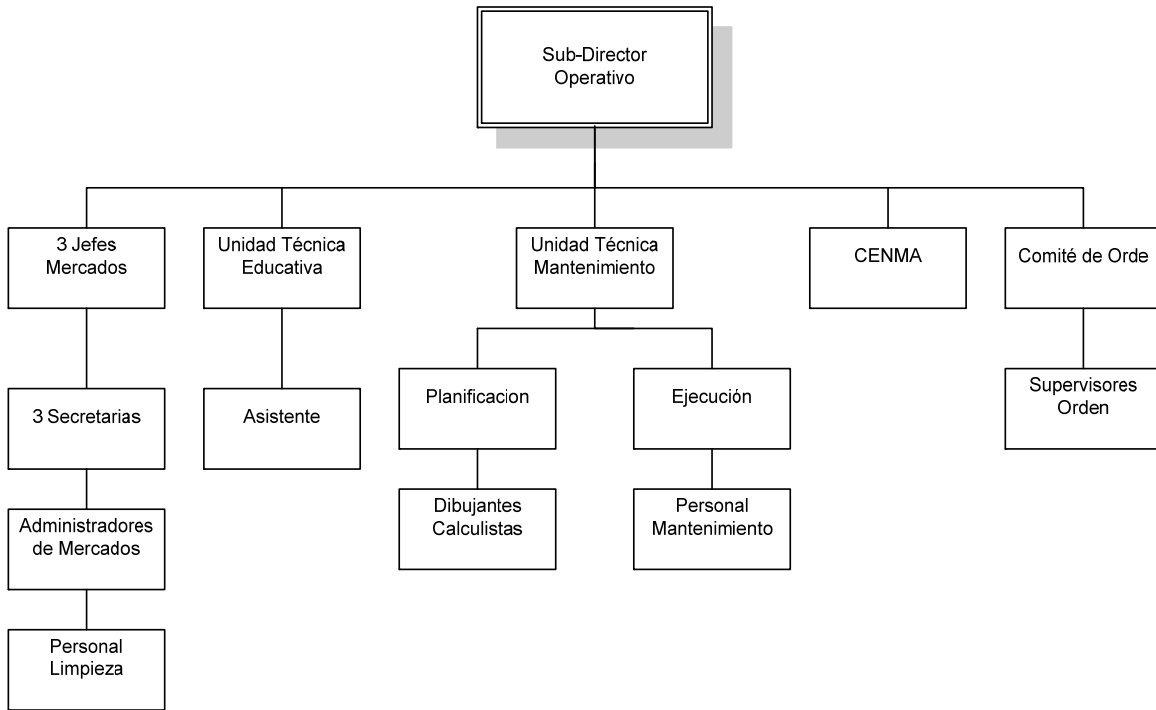 Sub-Director
Operativo
3 Jefes
Mercados
Unidad Técnica
Educativa
Unidad Técnica
Mantenimiento
CENMA
Comité de Orde
3 Secretarias
Asistente
Planificacion
Ejecución
Supervisores
Orden
Administradores
de Mercados
Dibujantes
Calculistas
Personal
Mantenimiento
Personal
Limpieza